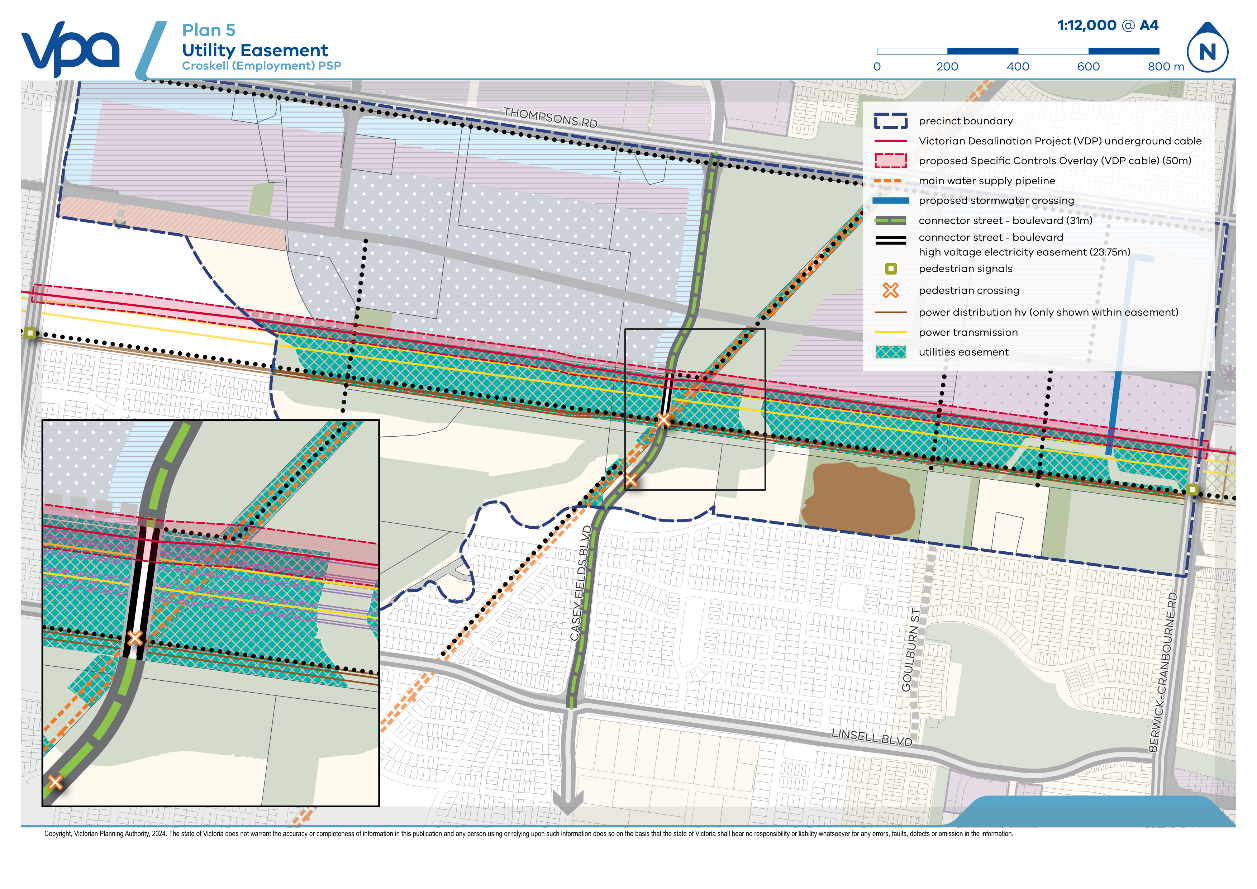 vpa
Plan 5
Utility Easement
Croskell (Employment) PSP
1:12,000 @ A4
0 200 400 600 800 m
N
THOMPSONS RD
precinct boundary
Victorian Desalination Project (VDP) underground cable
proposed Specific Controls Overlay (VDP cable) (50m)
main water supply pipeline
proposed stormwater crossing
connector street - boulevard (31m)
connector street - boulevard
high voltage electricity easement (23.75m)
pedestrian signals
pedestrian crossing
power distribution hv (only shown within easement)
power transmission
utilities easement
CASEY FIELDS BLVD
GOULBURN ST
BERWICK-CRANBOURNE RD
LINSELL BLVD
Copyright, Victorian Planning Authority, 2024. The state of Victoria does not warrant the accuracy or completeness of information in this publication and any person using or relying upon such information does so on the basis that the state of Victoria shall bear no responsibility or liability whatsoever for any errors, faults, defects or omission in the information.